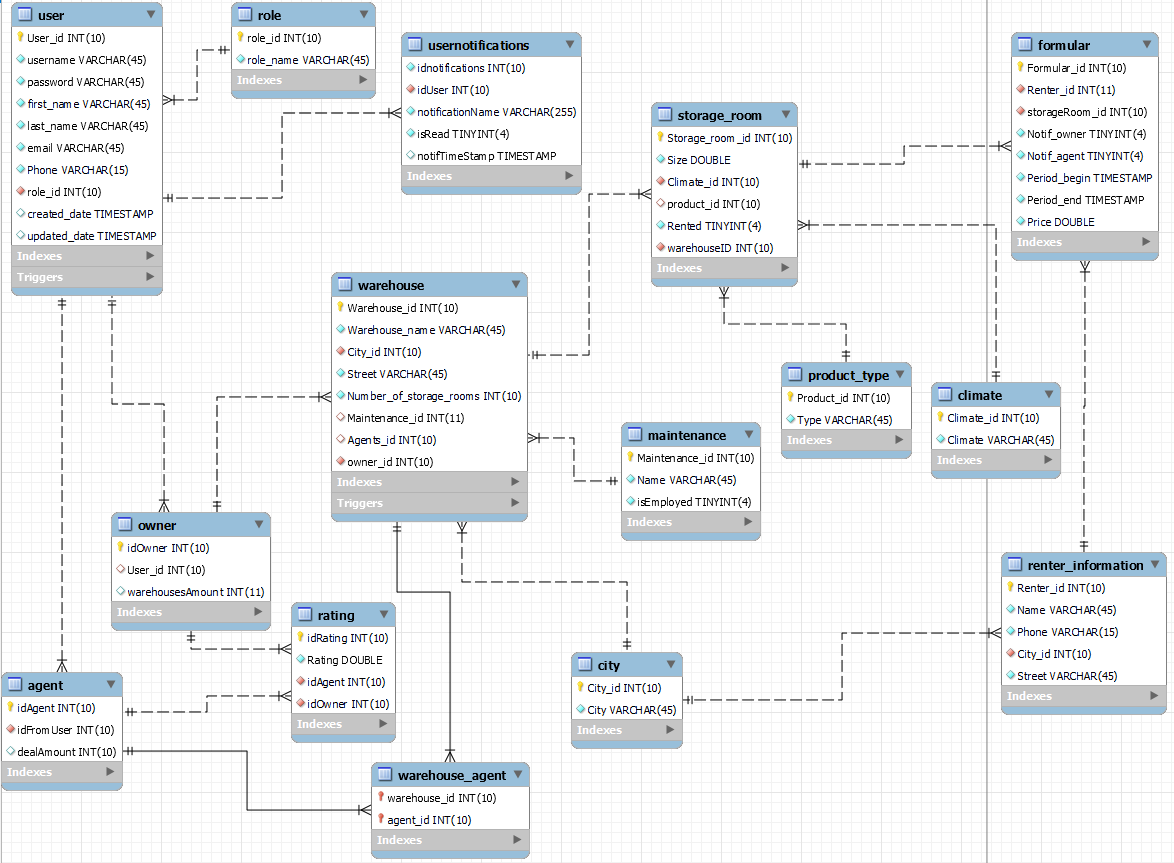 user
User_id INT(10)
username VARCHAR(45)
password VARCHAR(45)
first_name VARCHAR(45)
last_name VARCHAR(45)
email VARCHAR(45)
Phone VARCHAR(15)
role_id INT(10)
created_date TIMESTAMP
updated_date TIMESTAMP
Indexes
Triggers
role
role_id INT(10)
role_name VARCHAR(45)
Indexes
usernotifications
idnotifications INT(10)
idUser INT(10)
notificationName VARCHAR(255)
isRead TINYINT(4)
notifTimeStamp TIMESTAMP
Indexes
storage_room
Storage_room_id INT(10)
Size DOUBLE
Climate_id INT(10)
product_id INT(10)
Rented TINYINT(4)
warehouseID INT(10)
Indexes
formular
Formular_id INT(10)
Renter_id INT(11)
storageRoom_id INT(10)
Notif_owner TINYINT(4)
Notif_agent TINYINT(4)
Period_begin TIMESTAMP
Period_end TIMESTAMP
Price DOUBLE
Indexes
warehouse
Warehouse_id INT(10)
Warehouse_name VARCHAR(45)
City_id INT(10)
Street VARCHAR(45)
Number_of_storage_rooms INT(10)
Maintenance_id INT(11)
Agents_id INT(10)
owner_id INT(10)
Indexes
Triggers
product_type
Product_id INT(10)
Type VARCHAR(45)
Indexes
climate
Climate_id INT(10)
Climate VARCHAR(45)
Indexes
maintenance
Maintenance_id INT(10)
Name VARCHAR(45)
isEmployed TINYINT(4)
Indexes
owner
idOwner INT(10)
User_id INT(10)
warehousesAmount INT(11)
Indexes
rating
idRating INT(10)
Rating DOUBLE
idAgent INT(10)
idOwner INT(10)
Indexes
renter_information
Renter_id INT(10)
Name VARCHAR(45)
Phone VARCHAR(15)
City_id INT(10)
Street VARCHAR(45)
Indexes
city
City_id INT(10)
City VARCHAR(45)
Indexes
agent
idAgent INT(10)
idFromUser INT(10)
dealAmount INT(10)
Indexes
warehouse_agent
warehouse_id INT(10)
agent_id INT(10)
Indexes